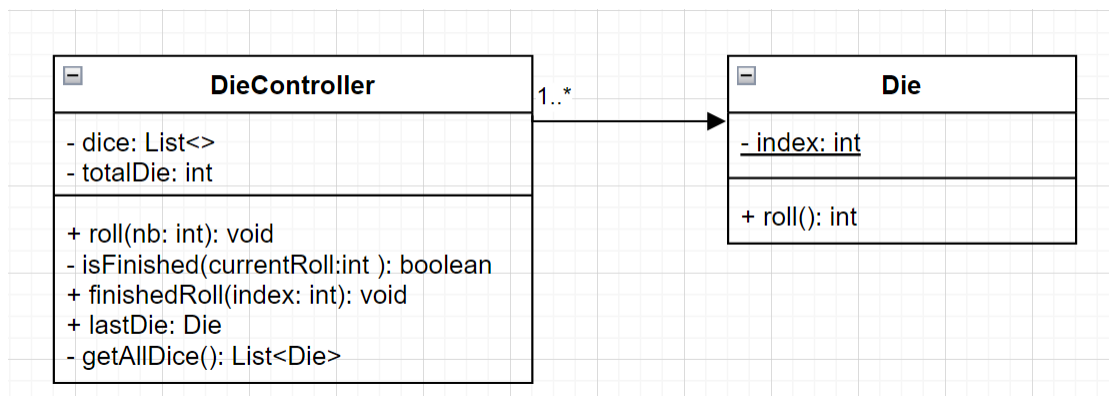 DieController
- dice: List<>
- totalDie: int
+ roll(nb: int): void
- isFinished(currentRoll:int ): boolean
+ finishedRoll(index: int): void
+ lastDie: Die
- getAllDice(): List<Die>
1..*
Die
- index: int
+ roll(): int